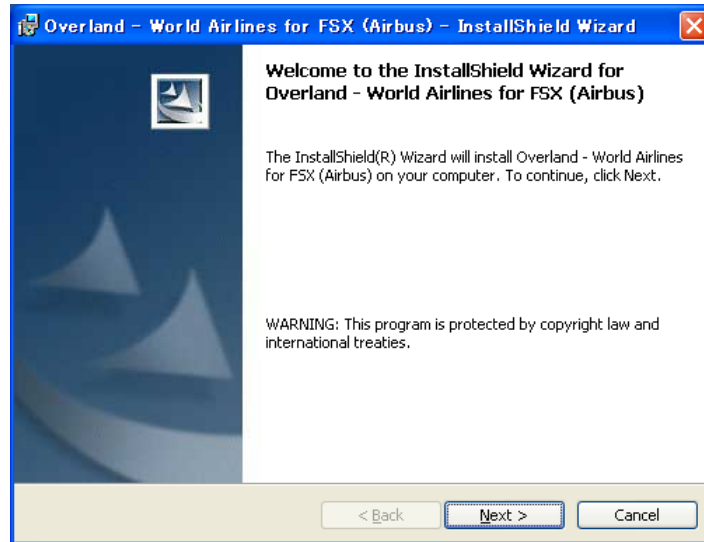 Overland - World Airlines for FSX (Airbus) - InstallShield Wizard
Welcome to the InstallShield Wizard for
Overland - World Airlines for FSX (Airbus)
The InstallShield(R) Wizard will install Overland - World Airlines
for FSX (Airbus) on your computer. To continue, click Next.
WARNING: This program is protected by copyright law and
international treaties.
< Back
Next >
Cancel